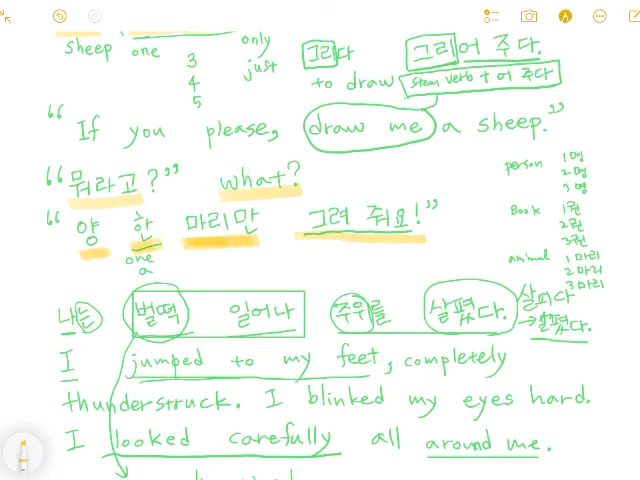 sheep one 3 only
4 just
5
그리다 그리어 주다.
to draw stem verb + 어 주다
"If you please, draw me a sheep."
"뭐라고?" what?
"양 한 마리만 그려 줘요!"
one
a
person 1명
2명
3명
Book 1권
2권
3권
animal 1마리
2마리
3마리
나는 벌떡 일어나 주위를 살폈다. 살피다
→살폈다.
I jumped to my feet, completely
thunderstruck. I blinked my eyes hard.
I looked carefully all around me.